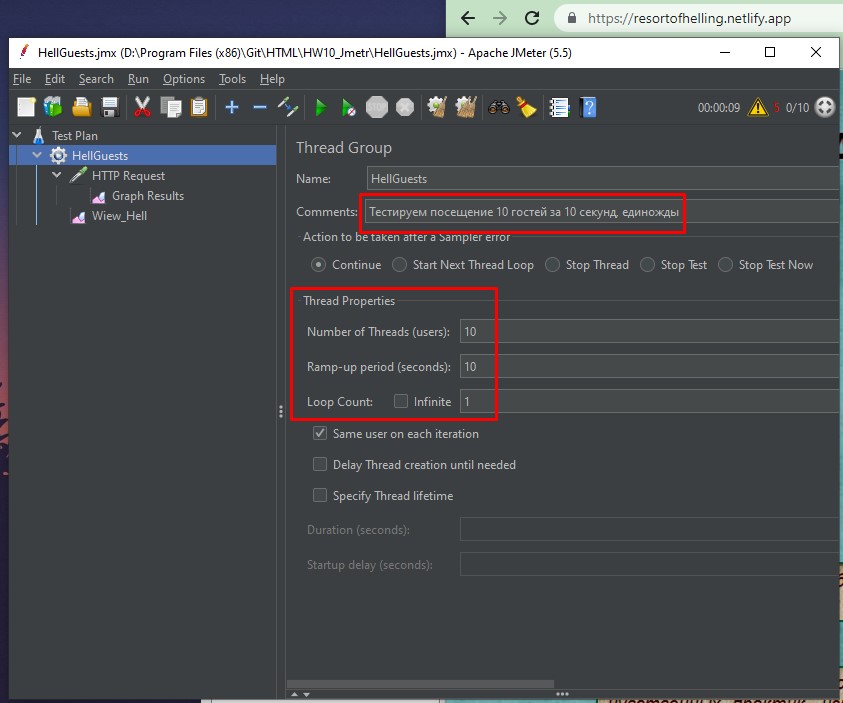 https://resortofhelling.netlify.app
HellGuests.jmx (D:\Program Files (x86)\Git\HTML\HW10_Jmetr\HellGuests.jmx) - Apache JMeter (5.5)
File Edit Search Run Options Tools Help
STOP 00:00:09 5 0/10
Test Plan
HellGuests
HTTP Request
Graph Results
Wiew_Hell
Thread Group
Name: HellGuests
Comments: Тестируем посещение 10 гостей за 10 секунд, единожды
Action to be taken after a Sampler error
Continue Start Next Thread Loop Stop Thread Stop Test Stop Test Now
Thread Properties
Number of Threads (users): 10
Ramp-up period (seconds): 10
Loop Count: Infinite 1
Same user on each iteration
Delay Thread creation until needed
Specify Thread lifetime
Duration (seconds):
Startup delay (seconds):